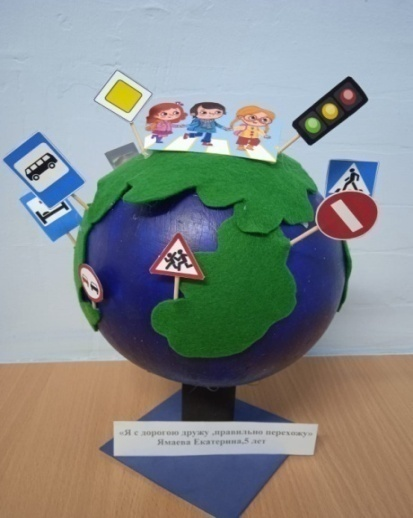 «Я с дорогою дружу ,правильно перехожу»
Ямаева Екатерина,5 лет